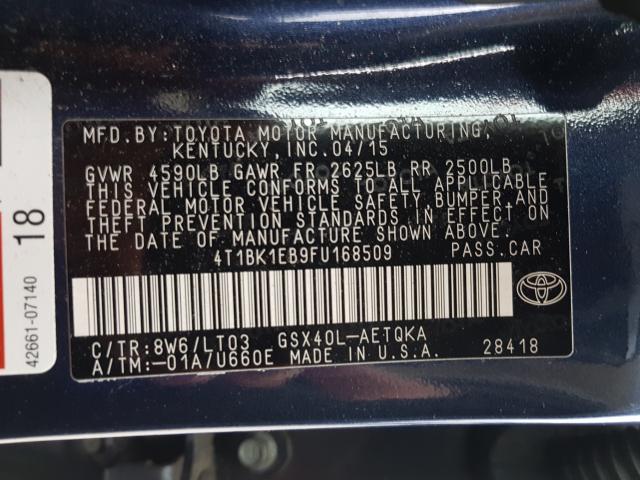 MFD.BY:TOYOTA MOTOR MANUFACTURING,
KENTUCKY, INC.04/15
GVWR 4590LB GAWR FR 2625LB RR 2500LB
THIS VEHICLE CONFORMS TO ALL APPLICABLE
FEDERAL MOTOR VEHICLE SAFETY,BUMPER,AND
THEFT PREVENTION STANDARDS IN EFFECT ON
THE DATE OF MANUFACTURE SHOWN ABOVE.
4T1BK1EB9FU168509 PASS.CAR
C/TR:8W6/LT03 GSX40L-AETQKA
A/TM:-01A7U660E MADE IN U.S.A. 28418
18
42661-07140